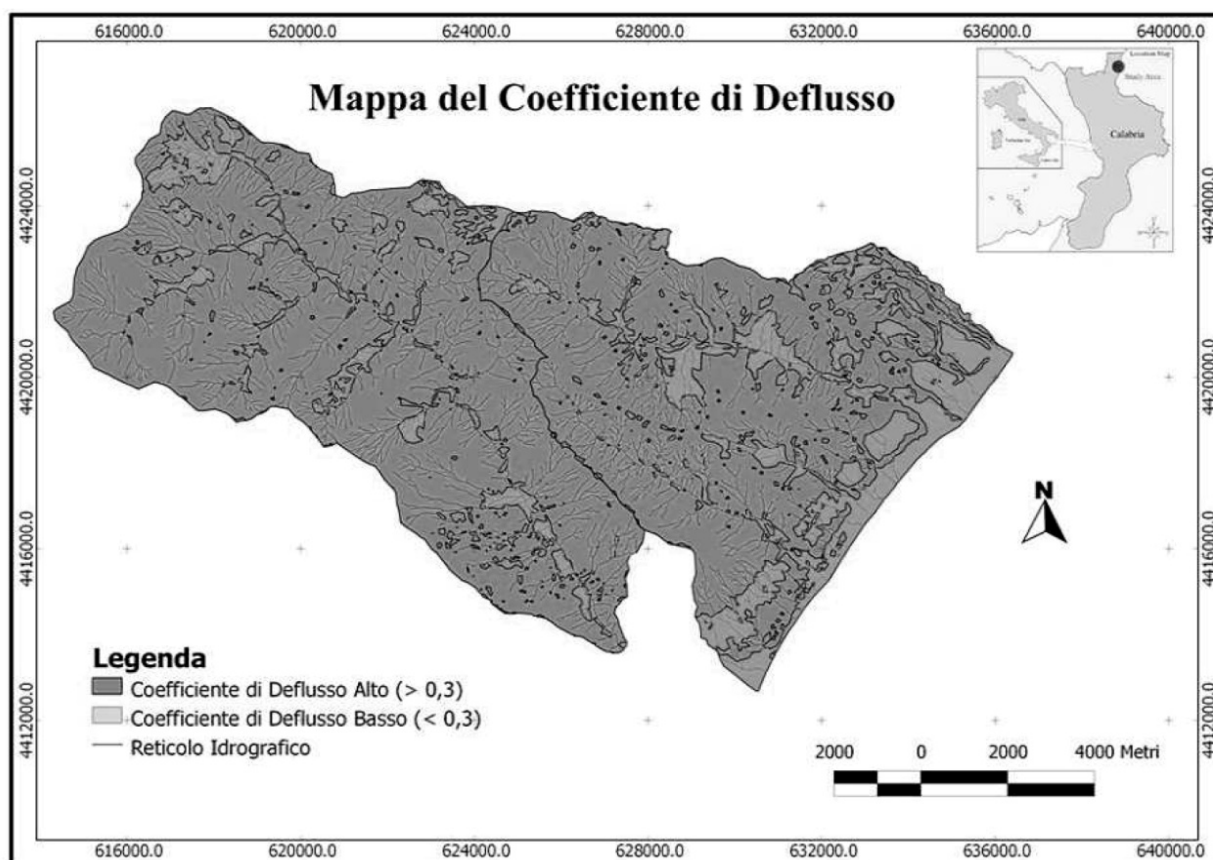 616000.0 620000.0 624000.0 628000.0 632000.0 636000.0 640000.0
Mappa del Coefficiente di Deflusso
Location Map
Study Area
Calabria
4424000.0 4424000.0
4420000.0 4420000.0
4416000.0 4416000.0
4412000.0 4412000.0
N
Legenda
Coefficiente di Deflusso Alto (> 0,3)
Coefficiente di Deflusso Basso (< 0,3)
Reticolo Idrografico
2000 0 2000 4000 Metri
616000.0 620000.0 624000.0 628000.0 632000.0 636000.0 640000.0